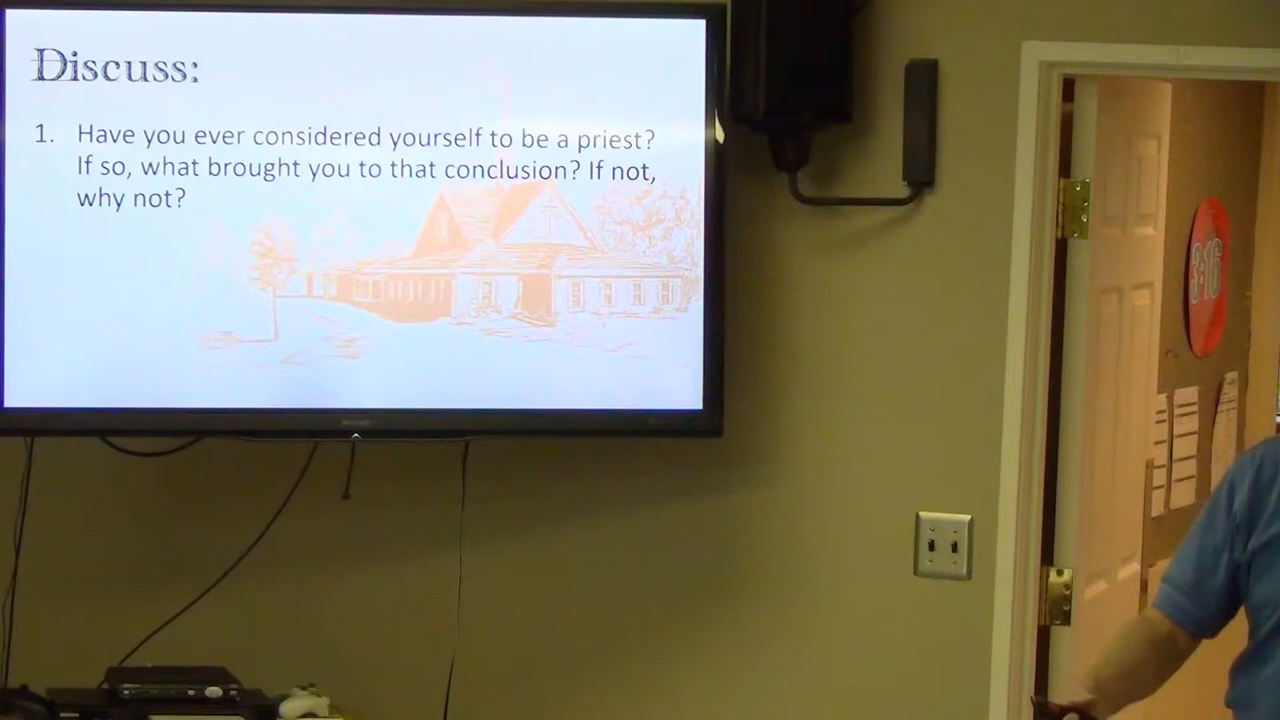 Discuss:
1. Have you ever considered yourself to be a priest?
If so, what brought you to that conclusion? If not,
why not?
3:16